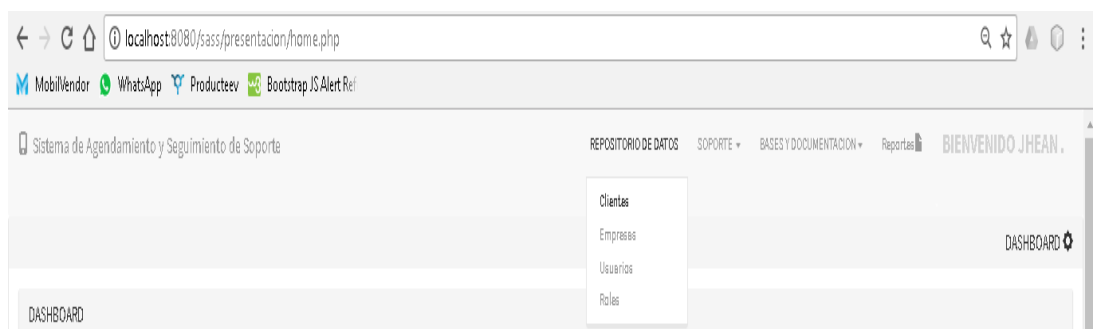 localhost:8080/sass/presentacion/home.php
MobilVendor WhatsApp Producteev Bootstrap JS Alert Ref
Sistema de Agendamiento y Seguimiento de Soporte REPOSITORIO DE DATOS SOPORTE BASES Y DOCUMENTACION Reportes BIENVENIDO JHEAN .
Clientes
Empresas
Usuarios
Roles
DASHBOARD
DASHBOARD